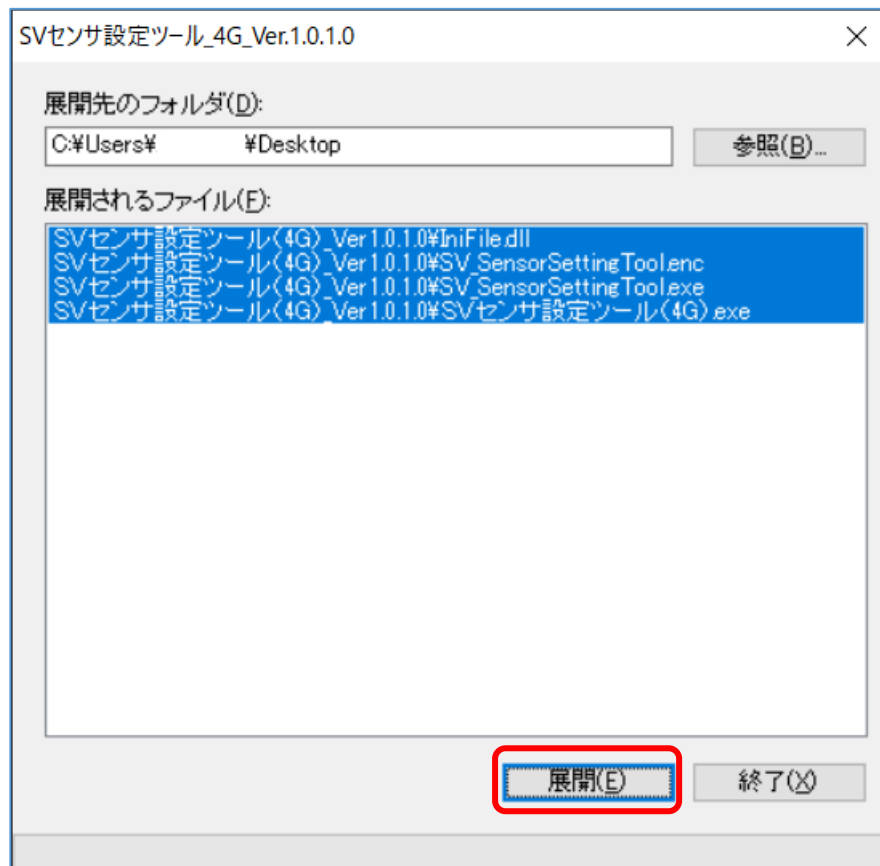 SVセンサ設定ツール_4G_Ver.1.0.1.0
展開先のフォルダ(D):
C:¥Users¥ ¥Desktop
参照(B)...
展開されるファイル(F):
SVセンサ設定ツール(4G)_Ver1.0.1.0¥IniFile.dll
SVセンサ設定ツール(4G)_Ver1.0.1.0¥SV_SensorSettingTool.enc
SVセンサ設定ツール(4G)_Ver1.0.1.0¥SV_SensorSettingTool.exe
SVセンサ設定ツール(4G)_Ver1.0.1.0¥SVセンサ設定ツール(4G).exe
展開(E)
終了(X)